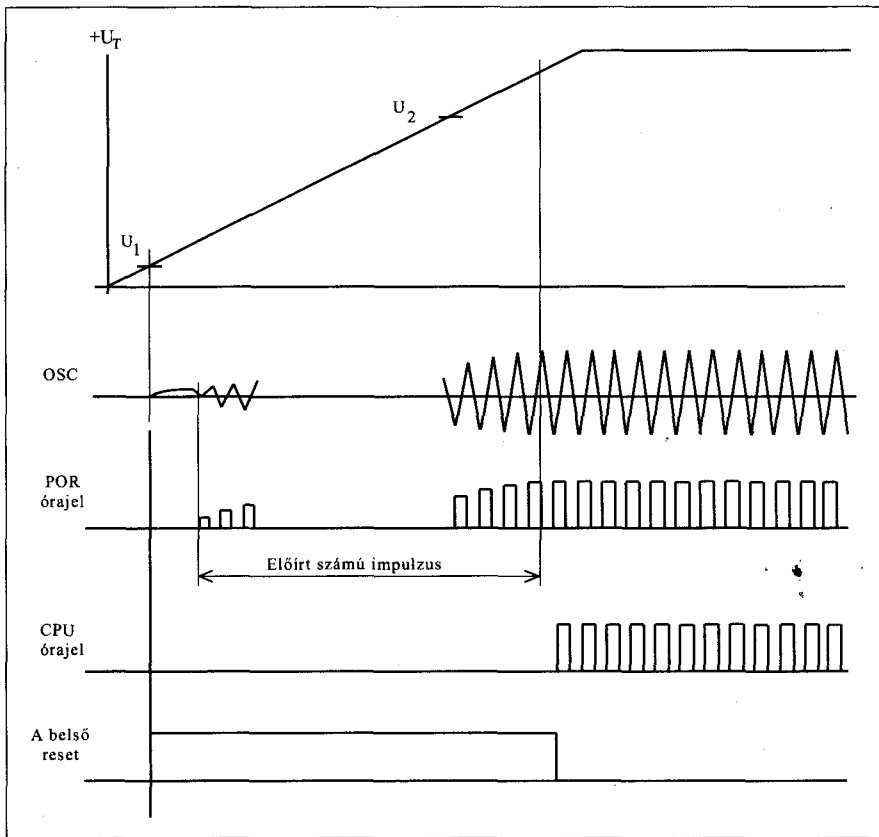 +U_T
U_2
U_1
OSC
POR
órajel
Előírt számú impulzus
CPU
órajel
A belső
reset